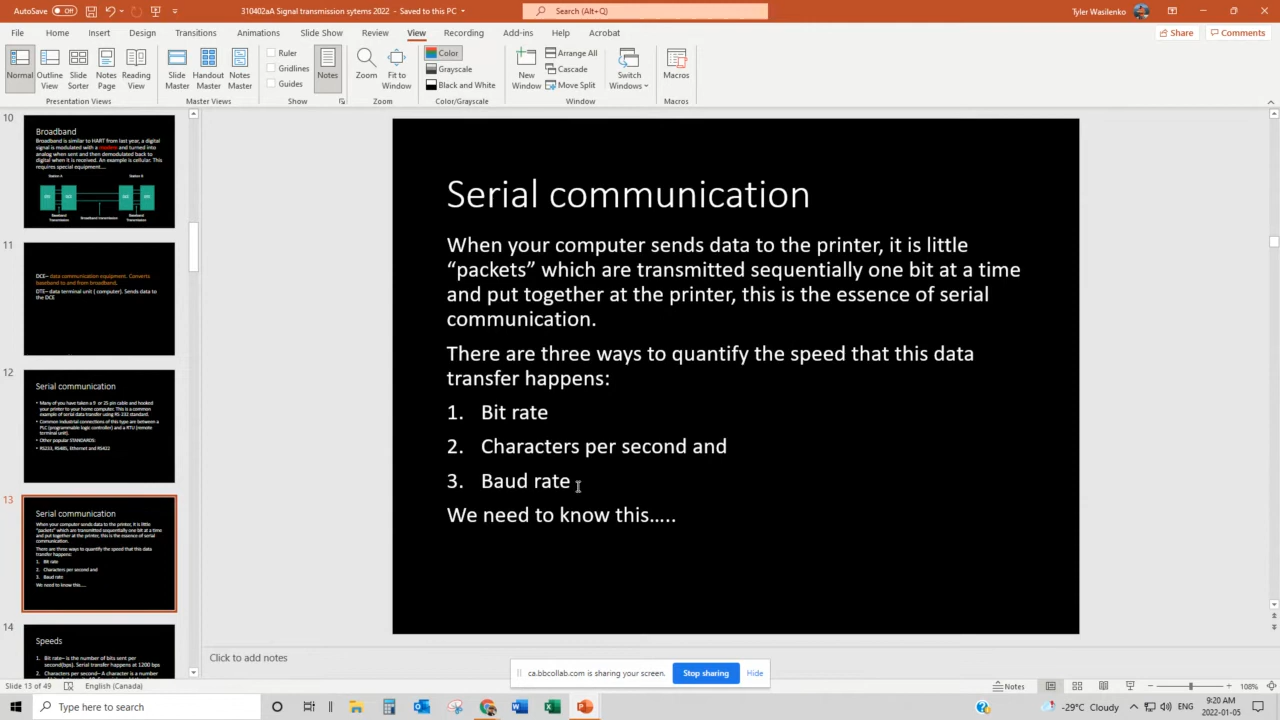 AutoSave Off 310402aA Signal transmission sytems 2022 - Saved to this PC Search (Alt+Q) Tyler Wasilenko
File Home Insert Design Transitions Animations Slide Show Review View Recording Add-ins Help Acrobat Share Comments
Normal Outline View Slide Sorter Notes Page Reading View
Presentation Views
Slide Master Handout Master Notes Master
Master Views
Ruler
Gridlines
Guides
Show
Notes
Zoom Fit to Window
Zoom
Color
Grayscale
Black and White
Color/Grayscale
New Window
Arrange All
Cascade
Move Split
Switch Windows
Window
Macros
Macros
10
Broadband
Broadband is similar to HART from last year, a digital
signal is modulated with a modem and turned into
analog when sent and then demodulated back to
digital when it is received. An example is cellular. This
requires special equipment....
Station A Station B
Baseband Transmission Broadband transmission Baseband Transmission
11
DCE– data communication equipment. Converts
baseband to and from broadband.
DTE– data terminal unit ( computer). Sends data to
the DCE
12
Serial communication
• Many of you have taken a 9 or 25 pin cable and hooked
your printer to your home computer. This is a common
example of serial data transfer using RS-232 standard.
• Common industrial connections of this type are between a
PLC (programmable logic controller) and a RTU (remote
terminal unit).
• Other popular STANDARDS:
• RS233, RS485, Ethernet and RS422
13
Serial communication
When your computer sends data to the printer, it is little
“packets” which are transmitted sequentially one bit at a time
and put together at the printer, this is the essence of serial
communication.
There are three ways to quantify the speed that this data
transfer happens:
1. Bit rate
2. Characters per second and
3. Baud rate
We need to know this.....
14
Speeds
1. Bit rate– is the number of bits sent per
second(bps). Serial transfer happens at 1200 bps
2. Characters per second– A character is a number
Serial communication
When your computer sends data to the printer, it is little
“packets” which are transmitted sequentially one bit at a time
and put together at the printer, this is the essence of serial
communication.
There are three ways to quantify the speed that this data
transfer happens:
1. Bit rate
2. Characters per second and
3. Baud rate
We need to know this.....
Click to add notes
ca.bbcollab.com is sharing your screen. Stop sharing Hide
Slide 13 of 49 English (Canada) Notes 108%
Type here to search -29°C Cloudy 9:20 AM
2022-01-05